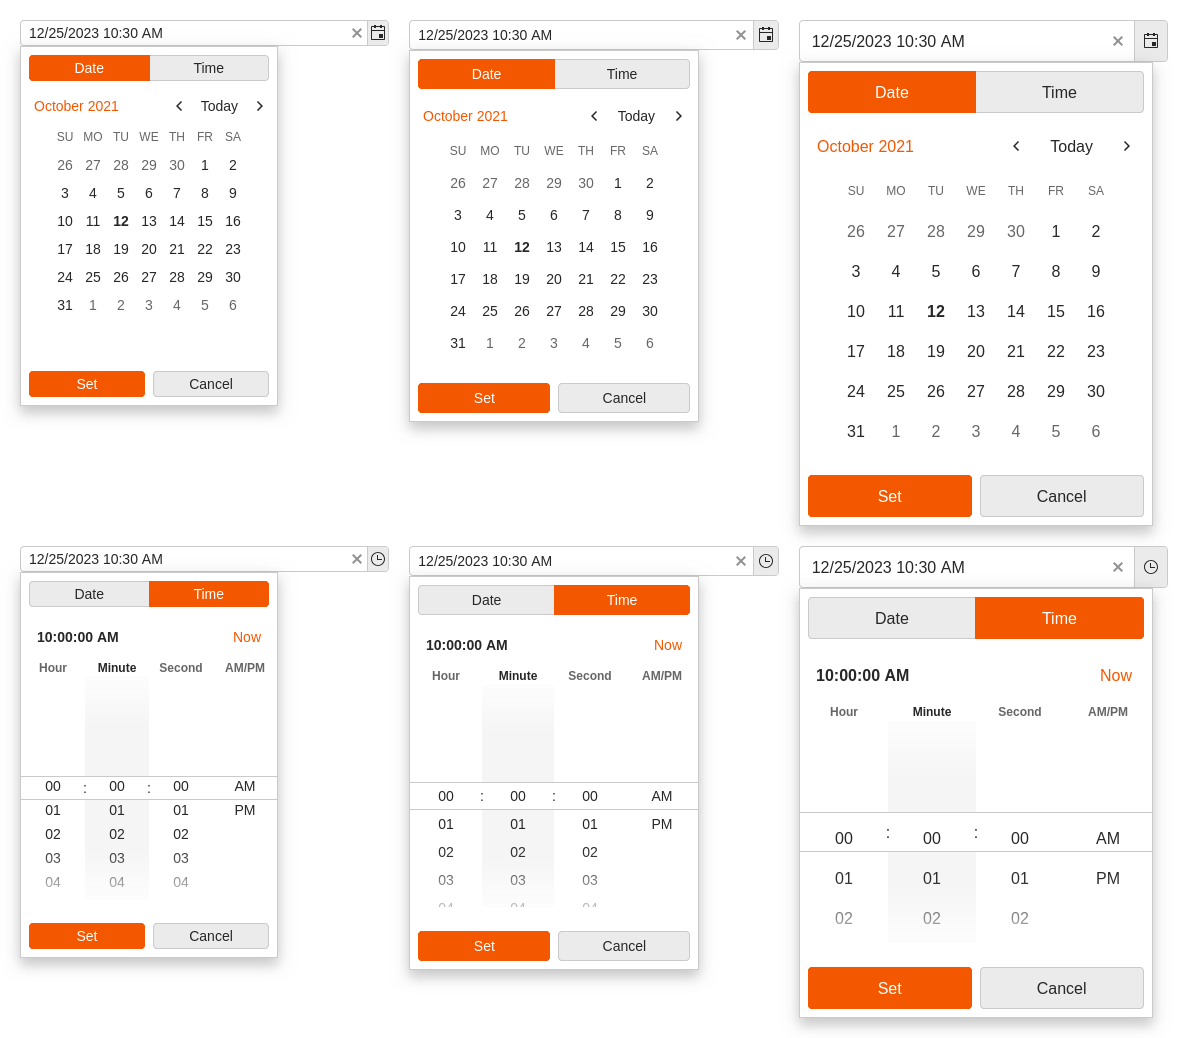 12/25/2023 10:30 AM
Date Time
October 2021 Today
SU MO TU WE TH FR SA
26 27 28 29 30 1 2
3 4 5 6 7 8 9
10 11 12 13 14 15 16
17 18 19 20 21 22 23
24 25 26 27 28 29 30
31 1 2 3 4 5 6
Set Cancel
12/25/2023 10:30 AM
Date Time
October 2021 Today
SU MO TU WE TH FR SA
26 27 28 29 30 1 2
3 4 5 6 7 8 9
10 11 12 13 14 15 16
17 18 19 20 21 22 23
24 25 26 27 28 29 30
31 1 2 3 4 5 6
Set Cancel
12/25/2023 10:30 AM
Date Time
October 2021 Today
SU MO TU WE TH FR SA
26 27 28 29 30 1 2
3 4 5 6 7 8 9
10 11 12 13 14 15 16
17 18 19 20 21 22 23
24 25 26 27 28 29 30
31 1 2 3 4 5 6
Set Cancel
12/25/2023 10:30 AM
Date Time
10:00:00 AM Now
Hour Minute Second AM/PM
00 : 00 : 00 AM
01 01 01 PM
02 02 02
03 03 03
04 04 04
Set Cancel
12/25/2023 10:30 AM
Date Time
10:00:00 AM Now
Hour Minute Second AM/PM
00 : 00 : 00 AM
01 01 01 PM
02 02 02
03 03 03
04 04 04
Set Cancel
12/25/2023 10:30 AM
Date Time
10:00:00 AM Now
Hour Minute Second AM/PM
00 : 00 : 00 AM
01 01 01 PM
02 02 02
Set Cancel